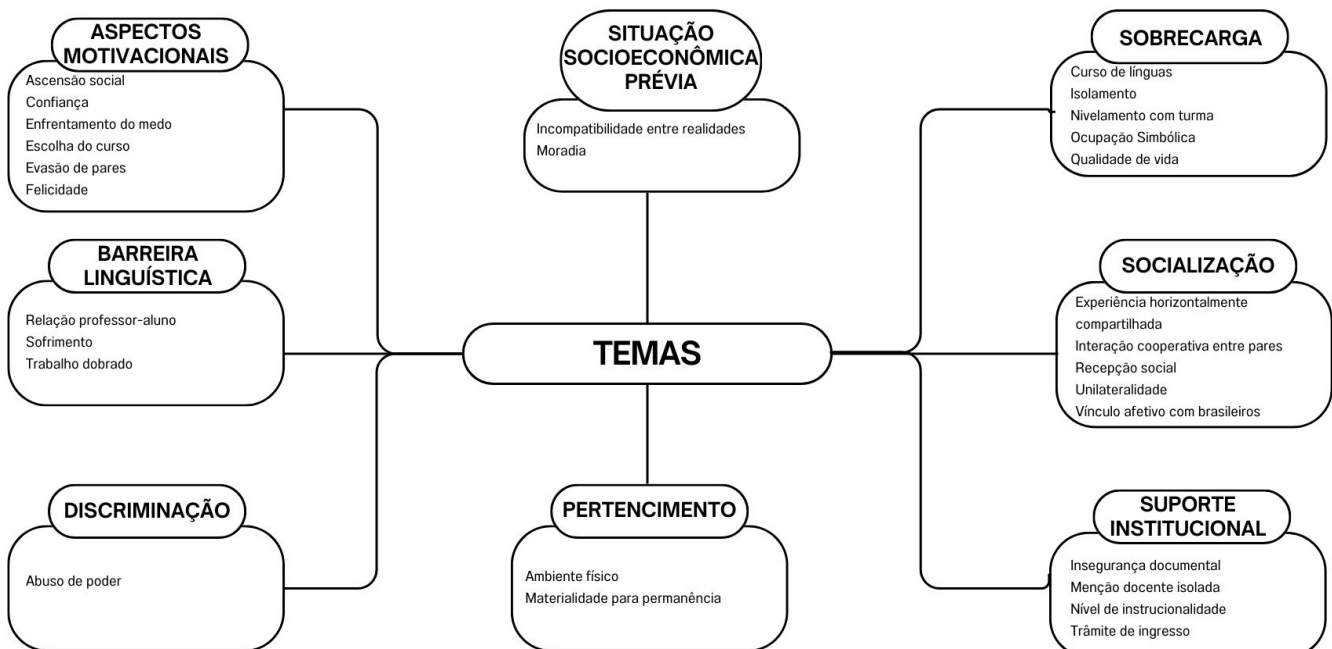 ASPECTOS
MOTIVACIONAIS
Ascensão social
Confiança
Enfrentamento do medo
Escolha do curso
Evasão de pares
Felicidade
SITUAÇÃO
SOCIOECONÔMICA
PRÉVIA
Incompatibilidade entre realidades
Moradia
SOBRECARGA
Curso de línguas
Isolamento
Nivelamento com turma
Ocupação Simbólica
Qualidade de vida
BARREIRA
LINGUÍSTICA
Relação professor-aluno
Sofrimento
Trabalho dobrado
TEMAS
SOCIALIZAÇÃO
Experiência horizontalmente
compartilhada
Interação cooperativa entre pares
Recepção social
Unilateralidade
Vínculo afetivo com brasileiros
DISCRIMINAÇÃO
Abuso de poder
PERTENCIMENTO
Ambiente físico
Materialidade para permanência
SUPORTE
INSTITUCIONAL
Insegurança documental
Menção docente isolada
Nível de instrucionalidade
Trâmite de ingresso